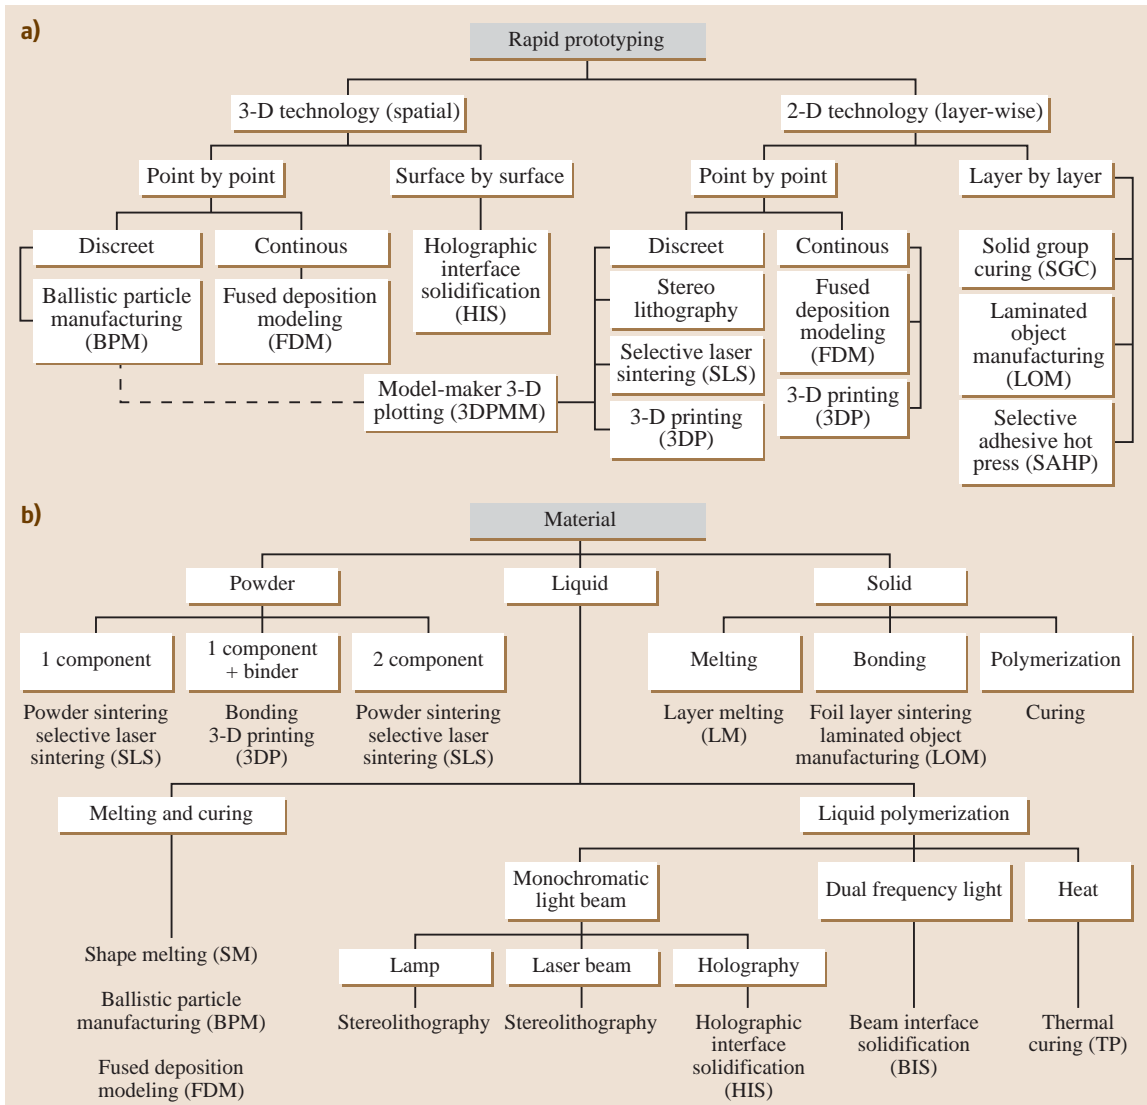 a)
Rapid prototyping
3-D technology (spatial)
2-D technology (layer-wise)
Point by point
Surface by surface
Point by point
Layer by layer
Discreet
Continous
Holographic
interface
solidification
(HIS)
Discreet
Continous
Solid group
curing (SGC)
Ballistic particle
manufacturing
(BPM)
Fused deposition
modeling
(FDM)
Stereo
lithography
Fused
deposition
modeling
(FDM)
Laminated
object
manufacturing
(LOM)
Selective laser
sintering (SLS)
Model-maker 3-D
plotting (3DPMM)
3-D printing
(3DP)
3-D printing
(3DP)
Selective
adhesive hot
press (SAHP)
b)
Material
Powder
Liquid
Solid
1 component
1 component
+ binder
2 component
Melting
Bonding
Polymerization
Powder sintering
selective laser
sintering (SLS)
Bonding
3-D printing
(3DP)
Powder sintering
selective laser
sintering (SLS)
Layer melting
(LM)
Foil layer sintering
laminated object
manufacturing (LOM)
Curing
Melting and curing
Liquid polymerization
Monochromatic
light beam
Dual frequency light
Heat
Shape melting (SM)
Ballistic particle
manufacturing (BPM)
Fused deposition
modeling (FDM)
Lamp
Laser beam
Holography
Stereolithography
Stereolithography
Holographic
interface
solidification
(HIS)
Beam interface
solidification
(BIS)
Thermal
curing (TP)